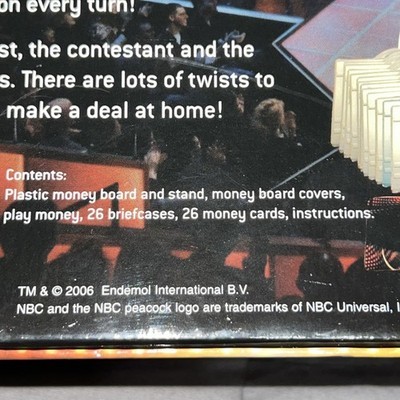 on every turn!
st, the contestant and the
s. There are lots of twists to
make a deal at home!
Contents:
Plastic money board and stand, money board covers,
play money, 26 briefcases, 26 money cards, instructions.
TM & © 2006 Endemol International B.V.
NBC and the NBC peacock logo are trademarks of NBC Universal, I